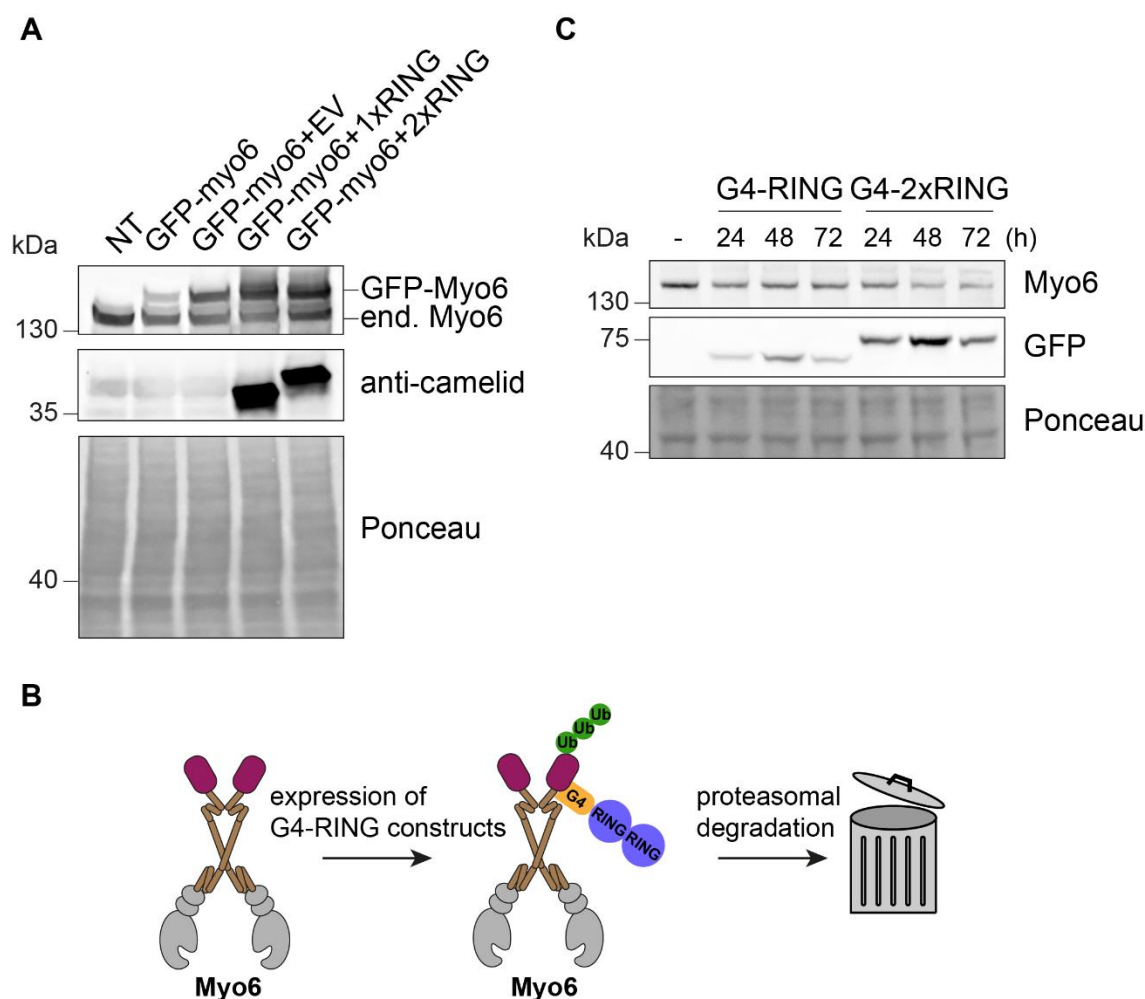 A
NT
GFP-myo6
GFP-myo6+EV
GFP-myo6+1xRING
GFP-myo6+2xRING
kDa
GFP-Myo6
end. Myo6
130
anti-camelid
35
Ponceau
40
C
G4-RING G4-2xRING
kDa - 24 48 72 24 48 72 (h)
Myo6
130
75
GFP
Ponceau
40
B
expression of
G4-RING constructs
Ub Ub Ub
G4
RING RING
proteasomal
degradation
Myo6 Myo6